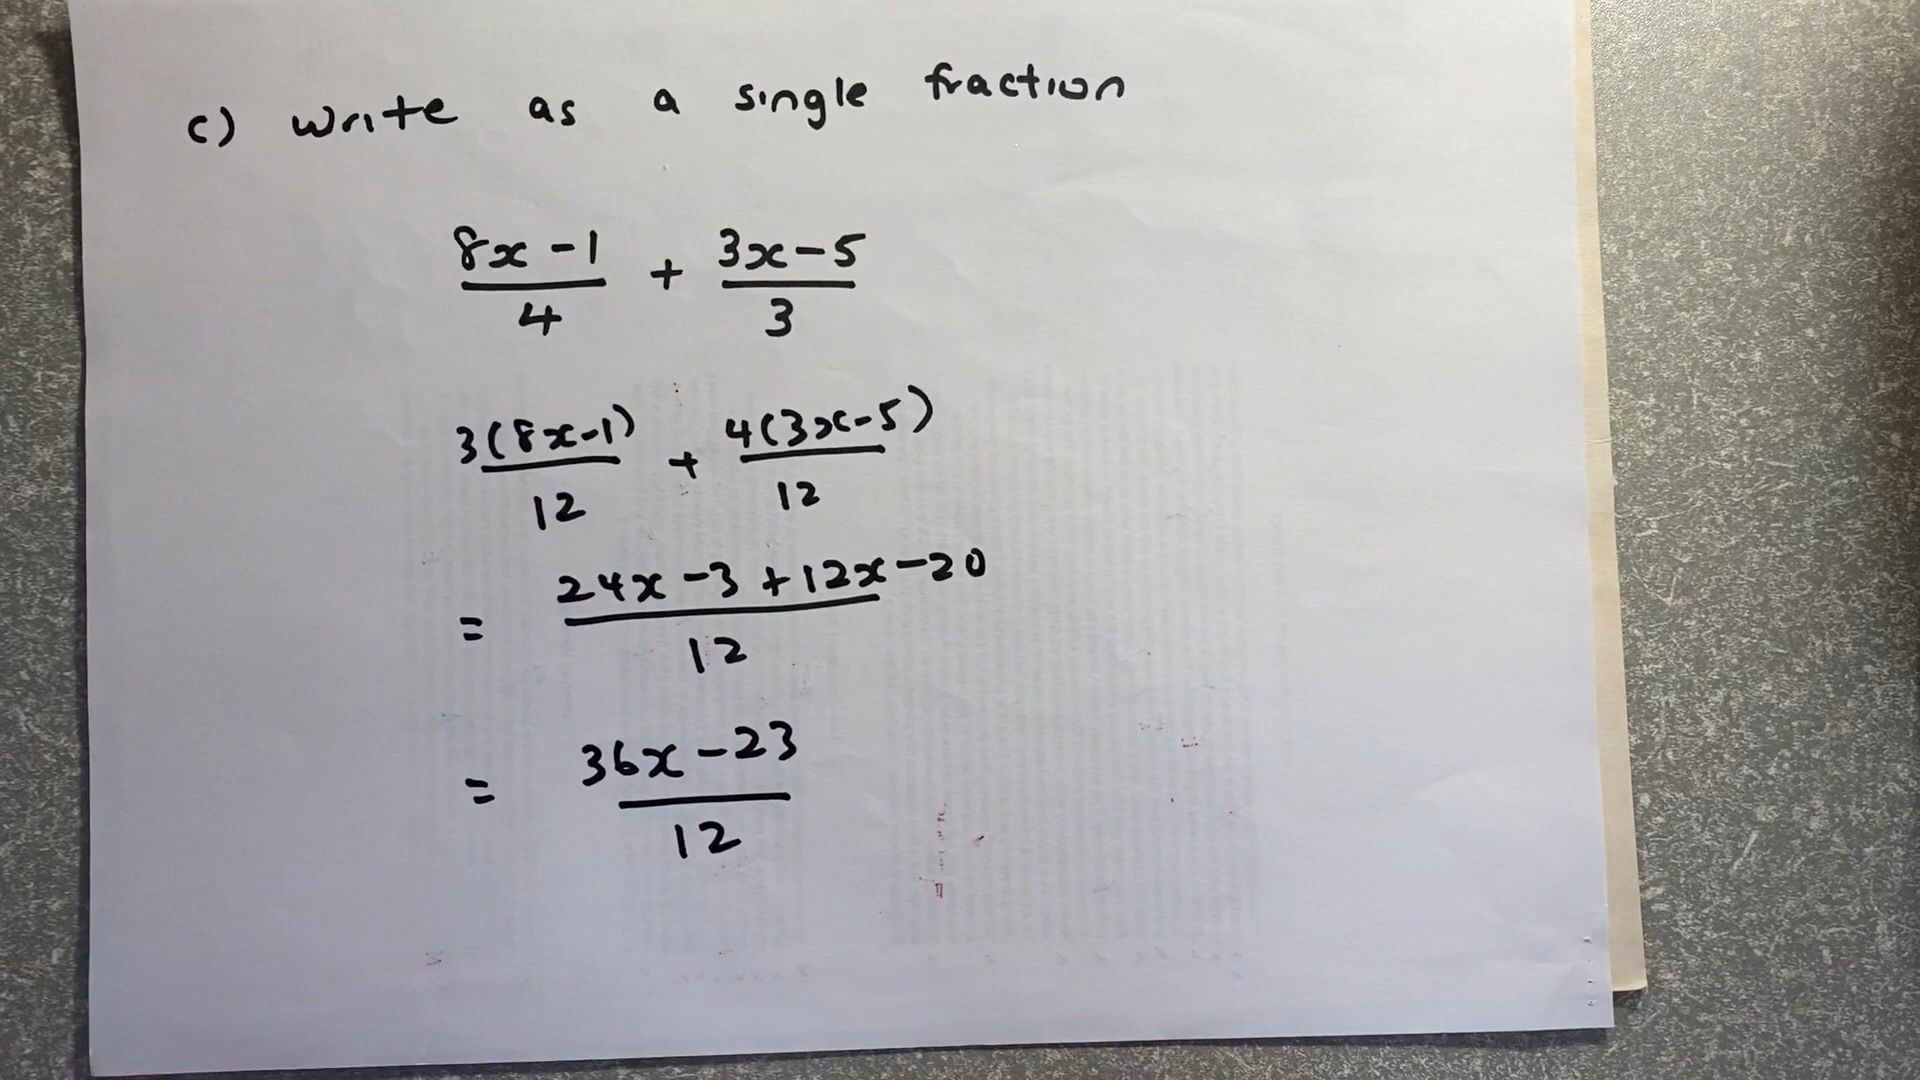 c) write as a single fraction
8x-1/4 + 3x-5/3
3(8x-1)/12 + 4(3x-5)/12
= 24x-3+12x-20/12
= 36x-23/12